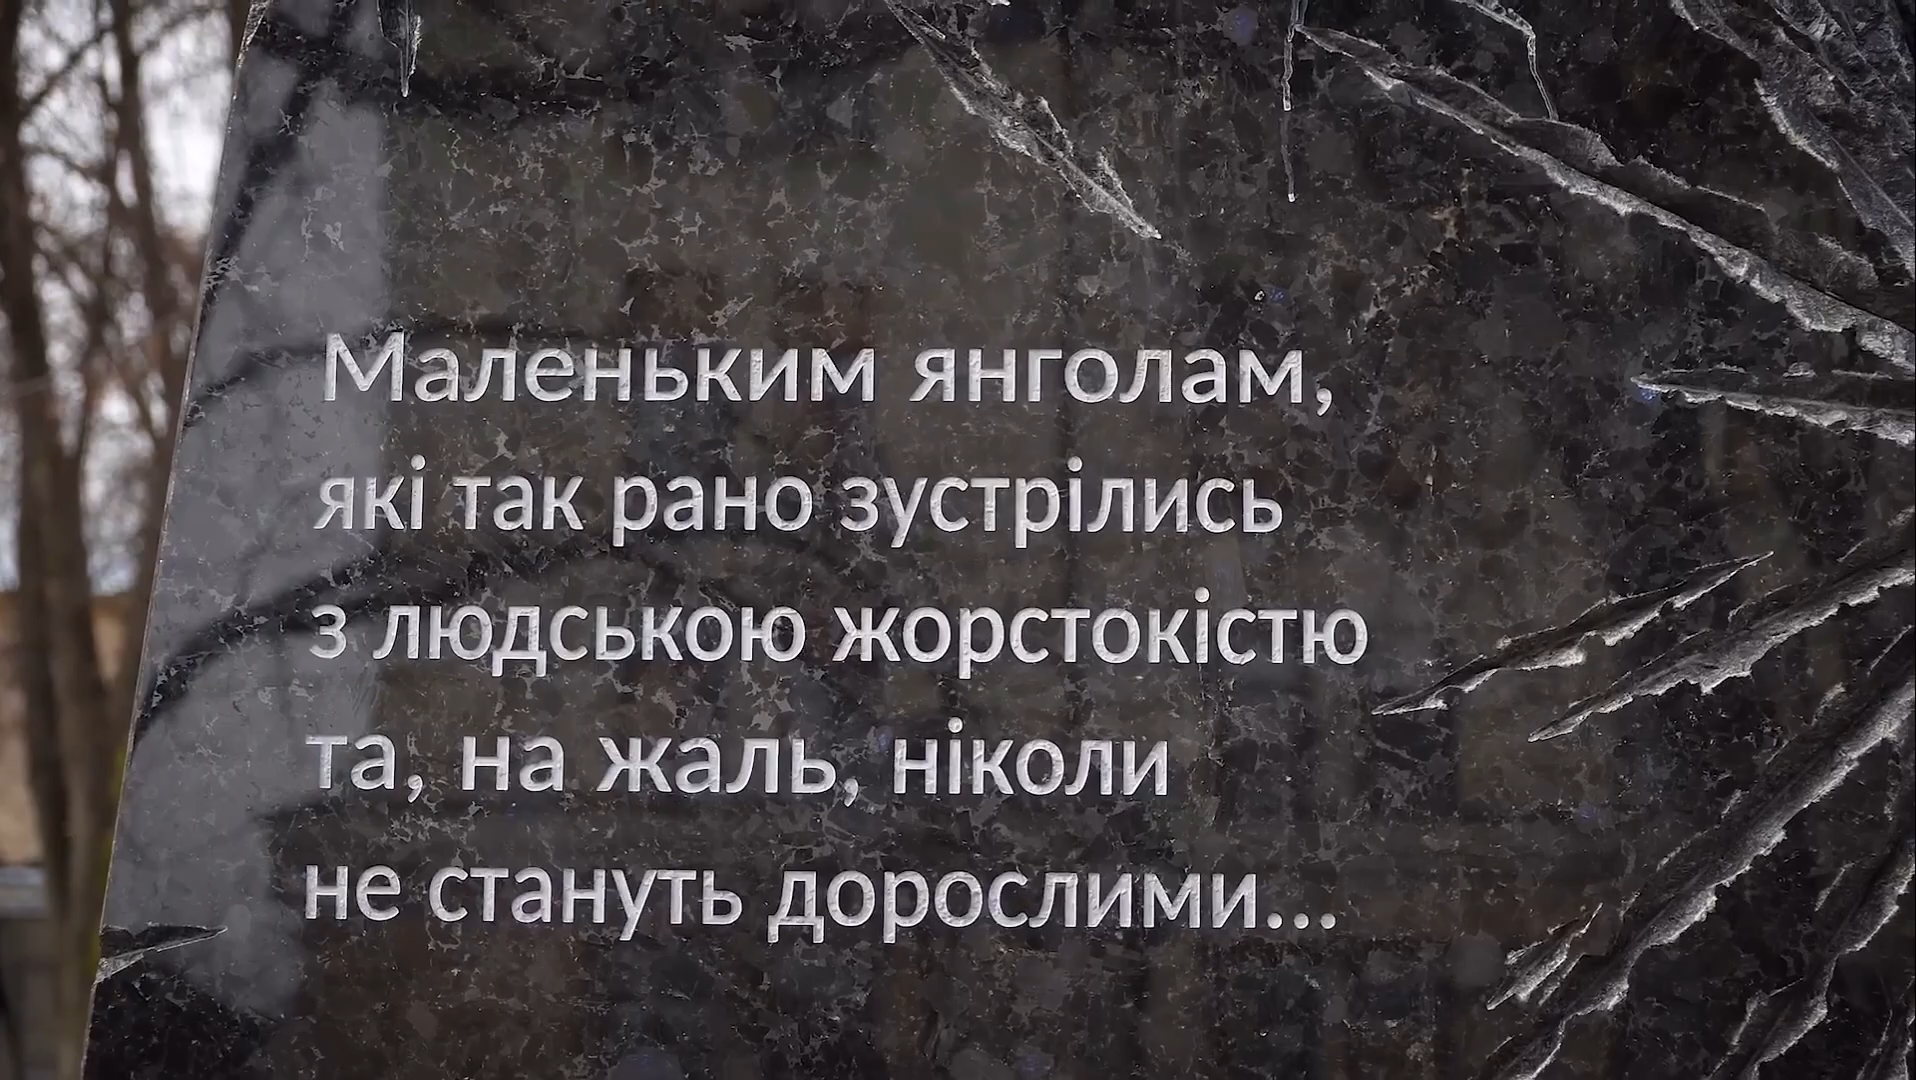 Маленьким янголам,
які так рано зустрілись
з людською жорстокістю
та, на жаль, ніколи
не стануть дорослими...